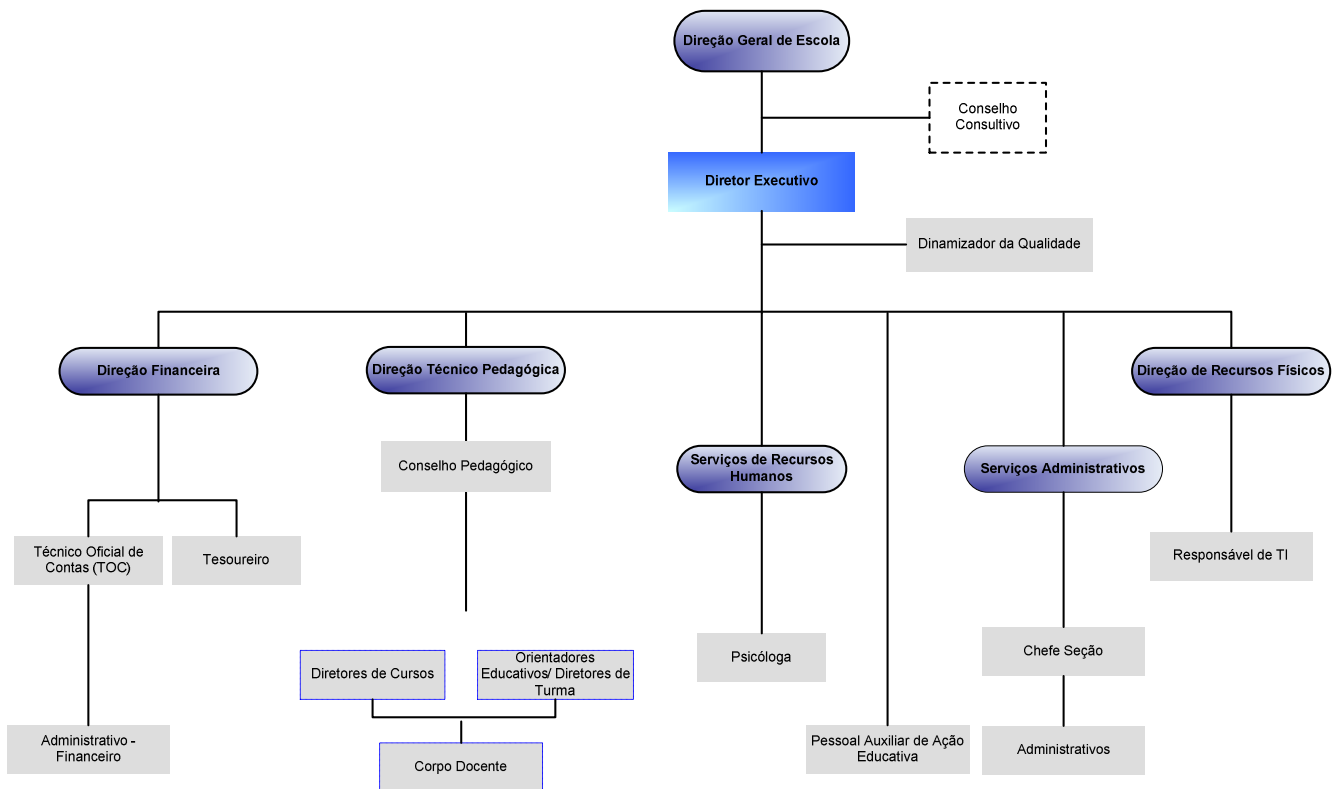 Direção Geral de Escola
Conselho
Consultivo
Diretor Executivo
Dinamizador da Qualidade
Direção Financeira
Direção Técnico Pedagógica
Direção de Recursos Físicos
Conselho Pedagógico
Serviços de Recursos
Humanos
Serviços Administrativos
Técnico Oficial de
Contas (TOC)
Tesoureiro
Responsável de TI
Diretores de Cursos
Orientadores
Educativos/ Diretores de
Turma
Psicóloga
Chefe Seção
Administrativo -
Financeiro
Corpo Docente
Pessoal Auxiliar de Ação
Educativa
Administrativos